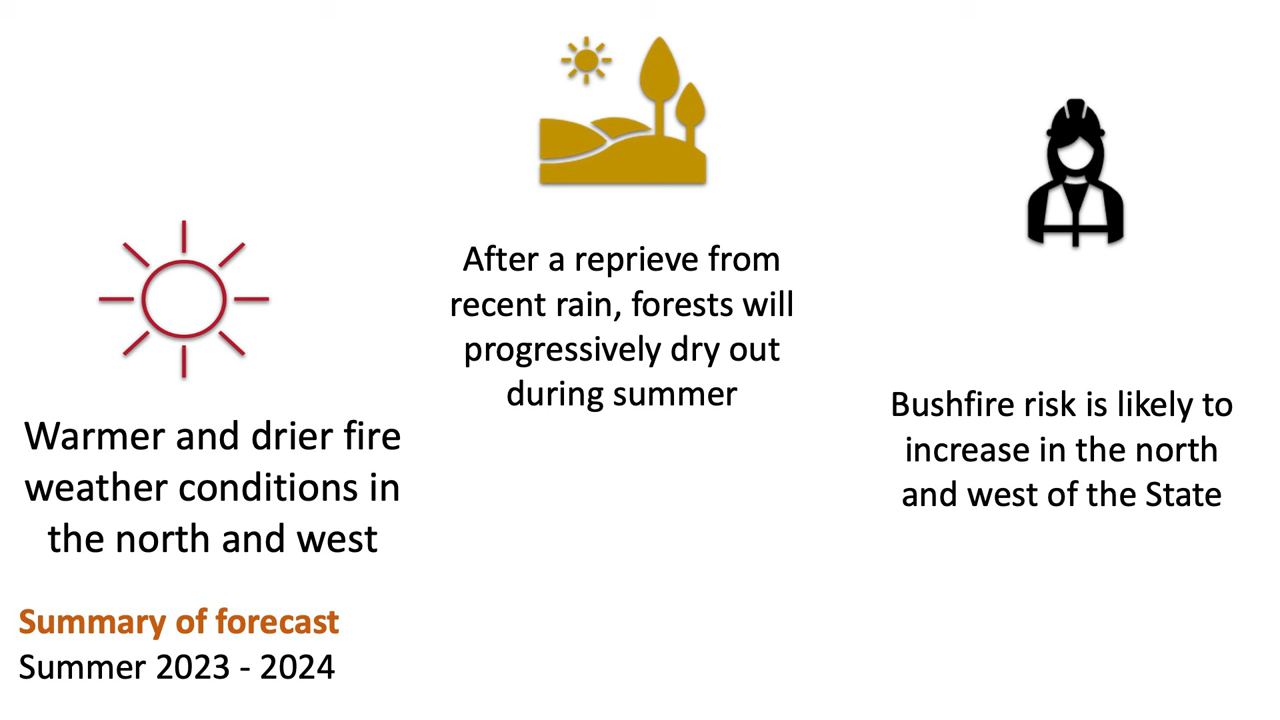 After a reprieve from
recent rain, forests will
progressively dry out
during summer
Warmer and drier fire
weather conditions in
the north and west
Bushfire risk is likely to
increase in the north
and west of the State
Summary of forecast
Summer 2023 - 2024